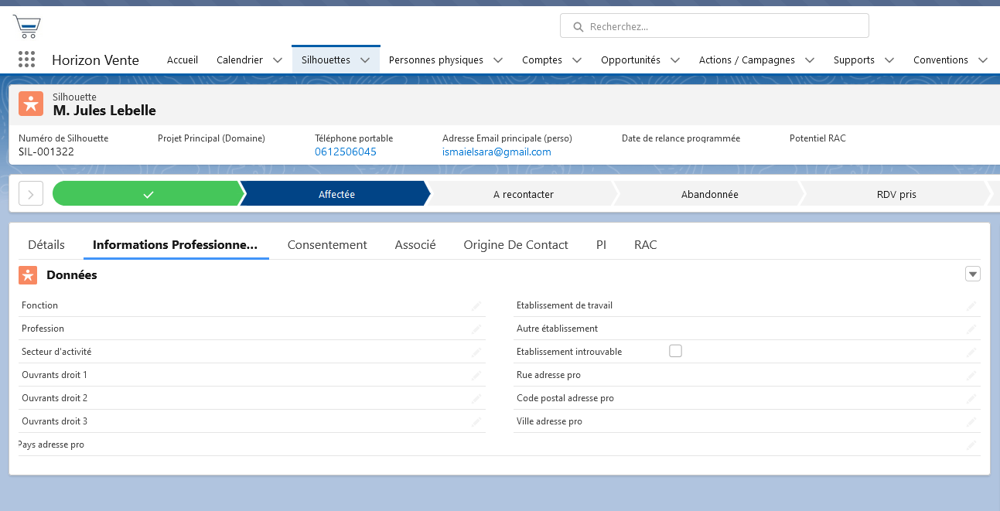 Recherchez...
Horizon Vente Accueil Calendrier Silhouettes Personnes physiques Comptes Opportunités Actions / Campagnes Supports Conventions
Silhouette
M. Jules Lebelle
Numéro de Silhouette Projet Principal (Domaine) Téléphone portable Adresse Email principale (perso) Date de relance programmée Potentiel RAC
SIL-001322 0612506045 ismaielsara@gmail.com
Affectée A recontacter Abandonnée RDV pris
Détails Informations Professionne... Consentement Associé Origine De Contact PI RAC
Données
Fonction Etablissement de travail
Profession Autre établissement
Secteur d'activité Etablissement introuvable
Ouvrants droit 1 Rue adresse pro
Ouvrants droit 2 Code postal adresse pro
Ouvrants droit 3 Ville adresse pro
Pays adresse pro